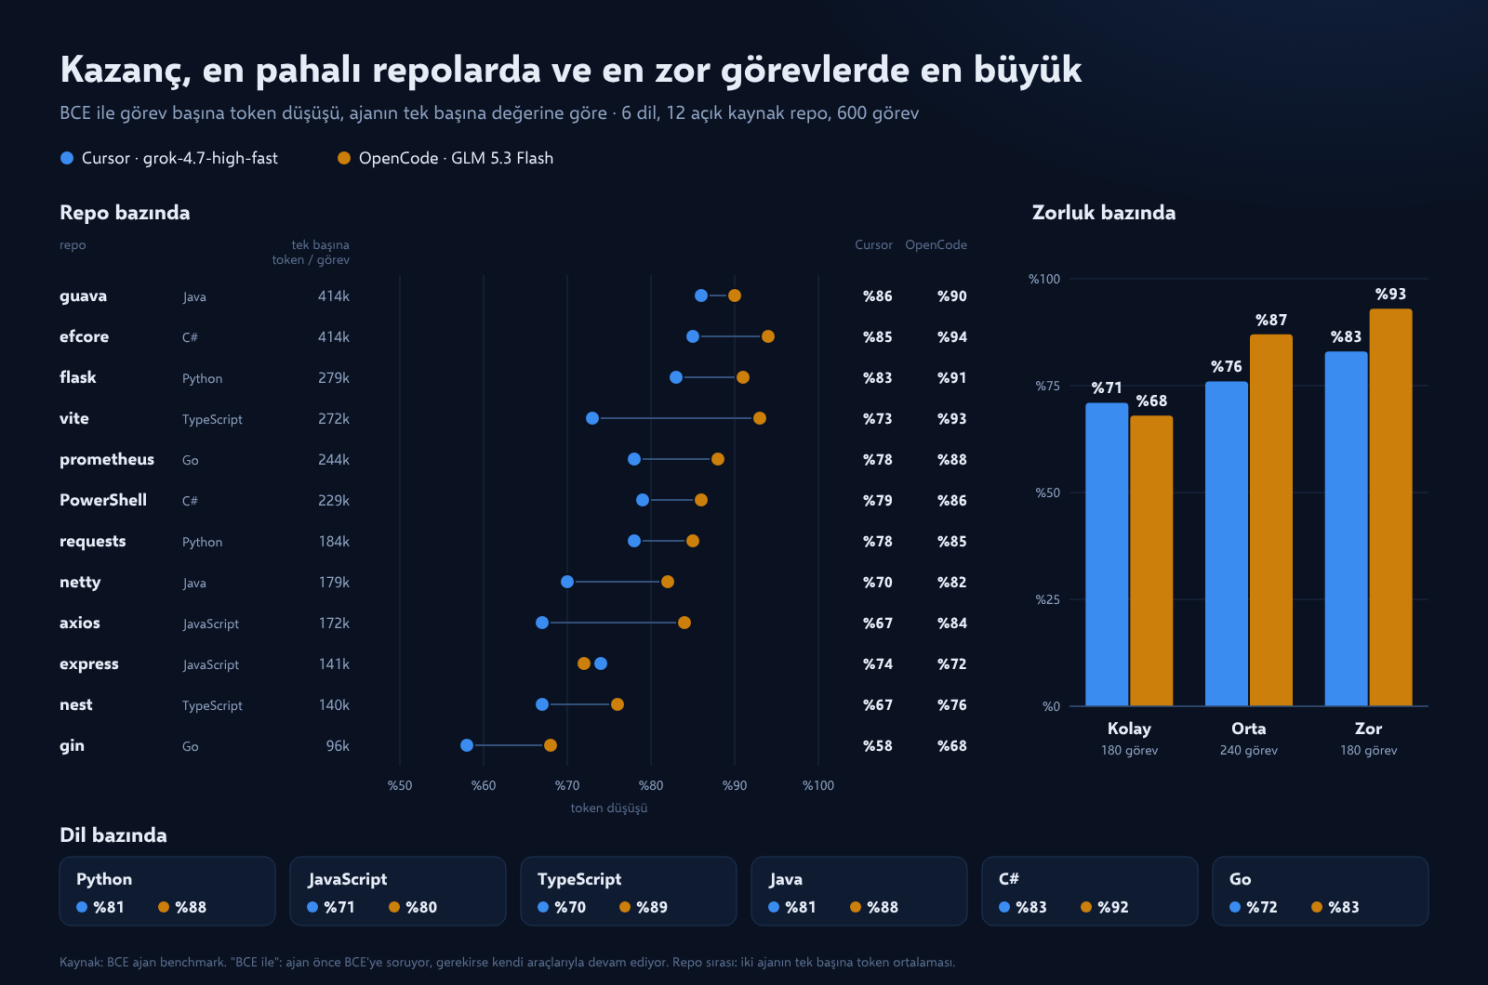 Kazanç, en pahalı repolarda ve en zor görevlerde en büyük
BCE ile görev başına token düşüşü, ajanın tek başına değerine göre · 6 dil, 12 açık kaynak repo, 600 görev
Cursor · grok-4.7-high-fast
OpenCode · GLM 5.3 Flash
Repo bazında
repo tek başına Cursor OpenCode
token / görev
guava Java 414k %86 %90
efcore C# 414k %85 %94
flask Python 279k %83 %91
vite TypeScript 272k %73 %93
prometheus Go 244k %78 %88
PowerShell C# 229k %79 %86
requests Python 184k %78 %85
netty Java 179k %70 %82
axios JavaScript 172k %67 %84
express JavaScript 141k %74 %72
nest TypeScript 140k %67 %76
gin Go 96k %58 %68
%50 %60 %70 %80 %90 %100
token düşüşü
Zorluk bazında
%100
%75
%50
%25
%0
%71 %68
%76 %87
%83 %93
Kolay Orta Zor
180 görev 240 görev 180 görev
Dil bazında
Python
%81 %88
JavaScript
%71 %80
TypeScript
%70 %89
Java
%81 %88
C#
%83 %92
Go
%72 %83
Kaynak: BCE ajan benchmark. "BCE ile": ajan önce BCE'ye soruyor, gerekirse kendi araçlarıyla devam ediyor. Repo sırası: iki ajanın tek başına token ortalaması.